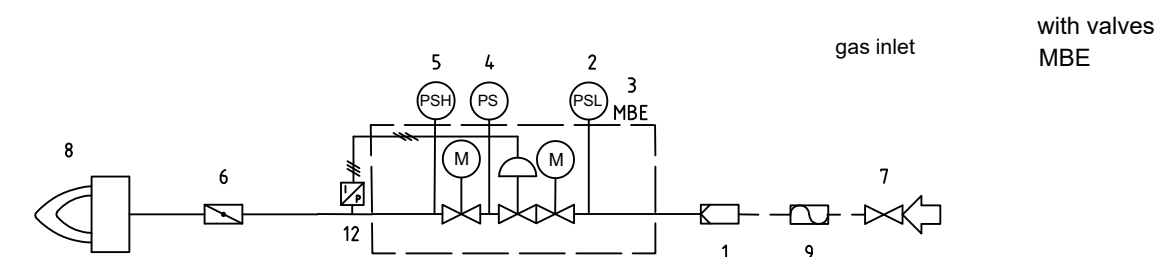 with valves
MBE
gas inlet
5 4 2
3
PSH PS PSL MBE
8 M M
6 7
I
P
12 1 9